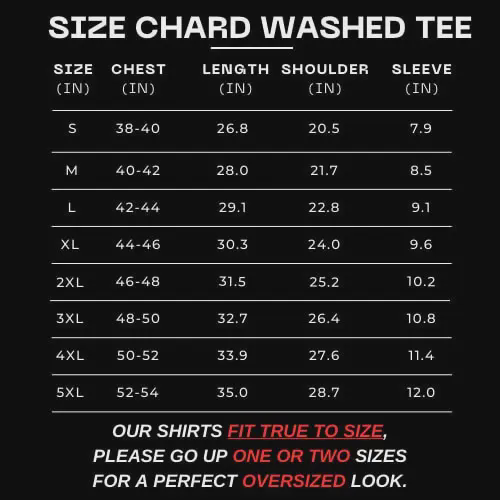 SIZE CHARD WASHED TEE
SIZE CHEST LENGTH SHOULDER SLEEVE
(IN) (IN) (IN) (IN) (IN)
S 38-40 26.8 20.5 7.9
M 40-42 28.0 21.7 8.5
L 42-44 29.1 22.8 9.1
XL 44-46 30.3 24.0 9.6
2XL 46-48 31.5 25.2 10.2
3XL 48-50 32.7 26.4 10.8
4XL 50-52 33.9 27.6 11.4
5XL 52-54 35.0 28.7 12.0
OUR SHIRTS FIT TRUE TO SIZE,
PLEASE GO UP ONE OR TWO SIZES
FOR A PERFECT OVERSIZED LOOK.